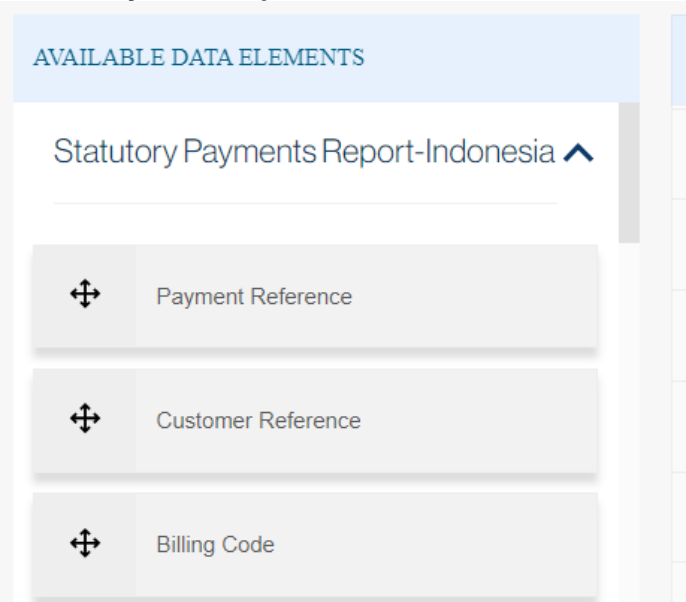 AVAILABLE DATA ELEMENTS
Statutory Payments Report-Indonesia
Payment Reference
Customer Reference
Billing Code